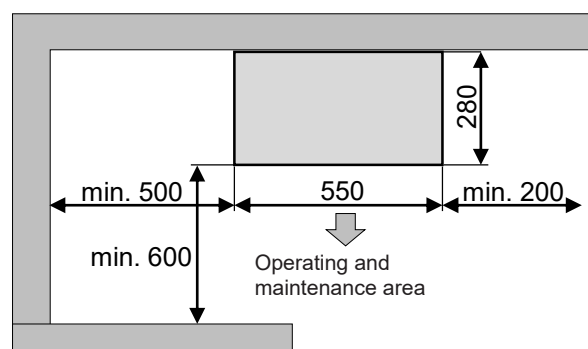 280
min. 500
550
min. 200
min. 600
Operating and
maintenance area